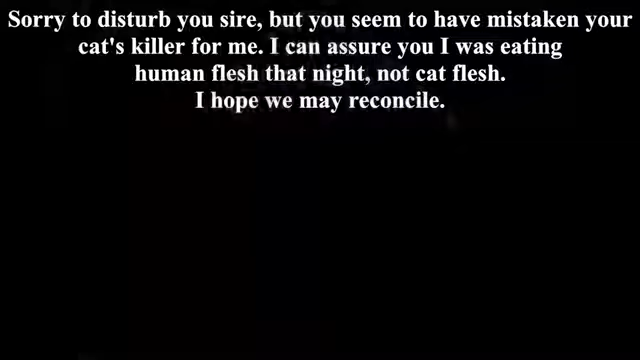 Sorry to disturb you sire, but you seem to have mistaken your
cat's killer for me. I can assure you I was eating
human flesh that night, not cat flesh.
I hope we may reconcile.